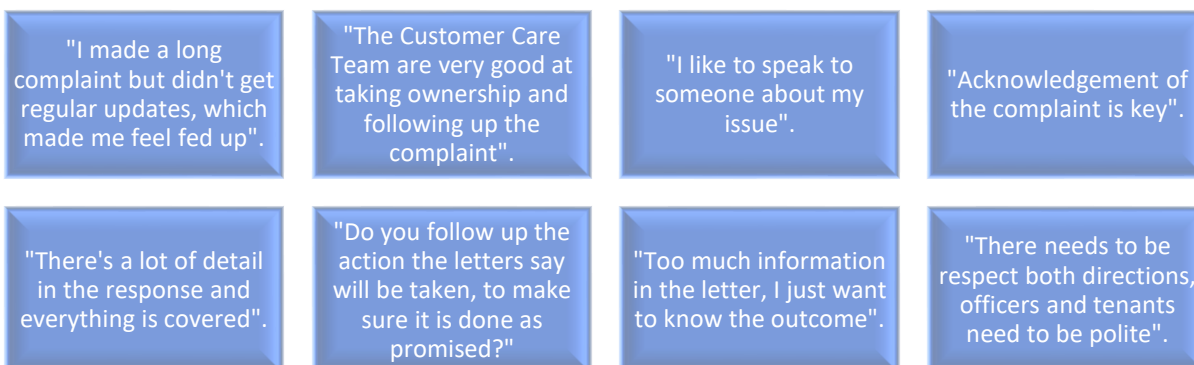 "I made a long
complaint but didn't get
regular updates, which
made me feel fed up".
"The Customer Care
Team are very good at
taking ownership and
following up the
complaint".
"I like to speak to
someone about my
issue".
"Acknowledgement of
the complaint is key".
"There's a lot of detail
in the response and
everything is covered".
"Do you follow up the
action the letters say
will be taken, to make
sure it is done as
promised?"
"Too much information
in the letter, I just want
to know the outcome".
"There needs to be
respect both directions,
officers and tenants
need to be polite".